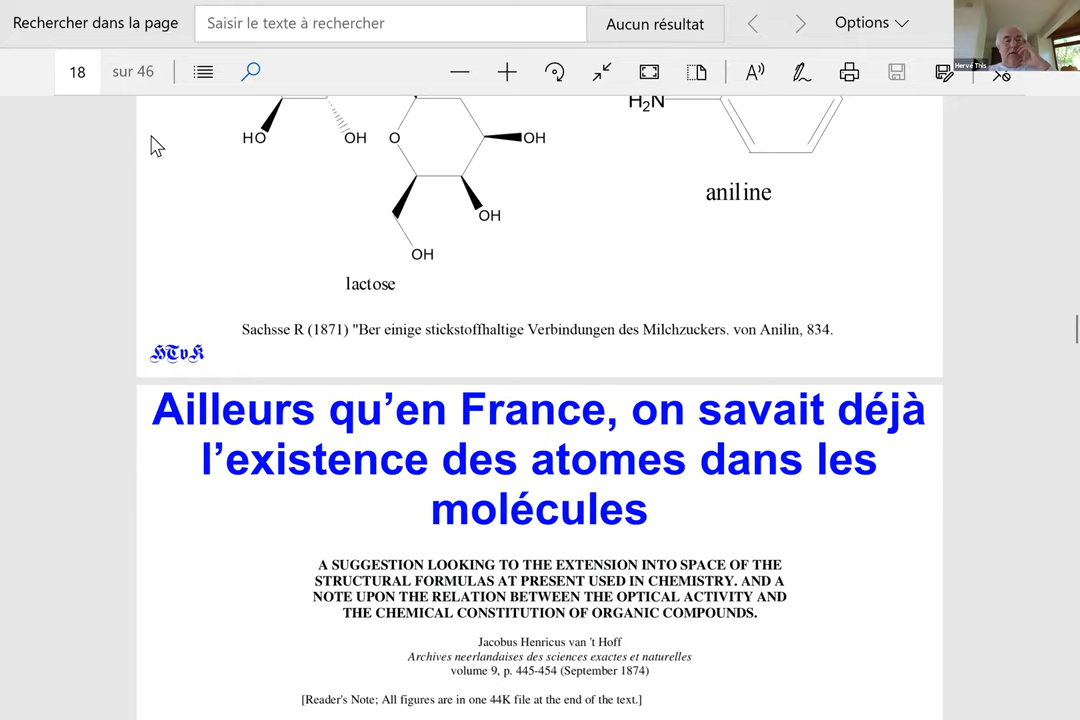 Rechercher dans la page
Saisir le texte à rechercher
Aucun résultat
Options
Hervé This
18
sur 46
HO
OH
O
OH
OH
OH
lactose
H2N
aniline
Sachsse R (1871) "Ber einige stickstoffhaltige Verbindungen des Milchzuckers. von Anilin, 834.
HTvK
Ailleurs qu’en France, on savait déjà
l’existence des atomes dans les
molécules
A SUGGESTION LOOKING TO THE EXTENSION INTO SPACE OF THE
STRUCTURAL FORMULAS AT PRESENT USED IN CHEMISTRY. AND A
NOTE UPON THE RELATION BETWEEN THE OPTICAL ACTIVITY AND
THE CHEMICAL CONSTITUTION OF ORGANIC COMPOUNDS.
Jacobus Henricus van 't Hoff
Archives neerlandaises des sciences exactes et naturelles
volume 9, p. 445-454 (September 1874)
[Reader's Note; All figures are in one 44K file at the end of the text.]